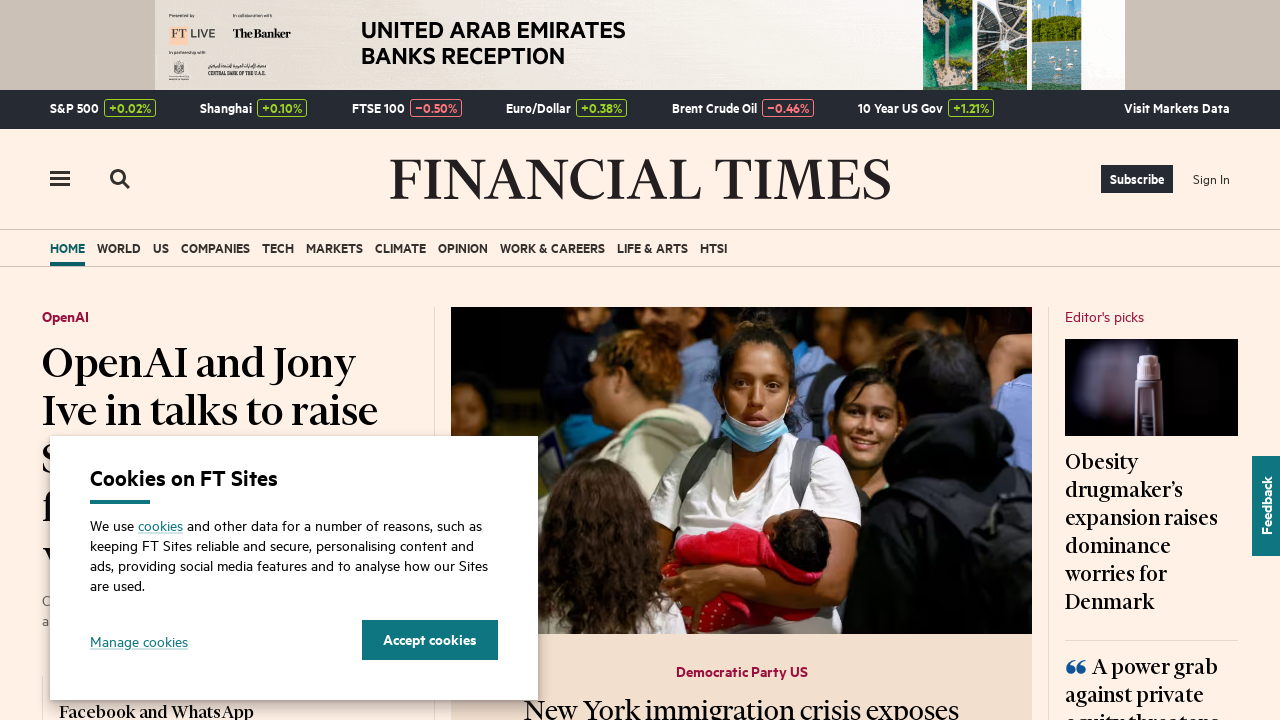 Presented by
FT LIVE
In collaboration with
The Banker
In partnership with
CENTRAL BANK OF THE U.A.E.
UNITED ARAB EMIRATES
BANKS RECEPTION
S&P 500 +0.02%
Shanghai +0.10%
FTSE 100 −0.50%
Euro/Dollar +0.38%
Brent Crude Oil −0.46%
10 Year US Gov +1.21%
Visit Markets Data
FINANCIAL TIMES
Subscribe
Sign In
HOME WORLD US COMPANIES TECH MARKETS CLIMATE OPINION WORK & CAREERS LIFE & ARTS HTSI
OpenAI
OpenAI and Jony
Ive in talks to raise
Cookies on FT Sites
We use cookies and other data for a number of reasons, such as
keeping FT Sites reliable and secure, personalising content and
ads, providing social media features and to analyse how our Sites
are used.
Manage cookies
Accept cookies
Facebook and WhatsApp
Democratic Party US
New York immigration crisis exposes
Editor's picks
Obesity
drugmaker’s
expansion raises
dominance
worries for
Denmark
“ A power grab
against private
equity threatens
Feedback